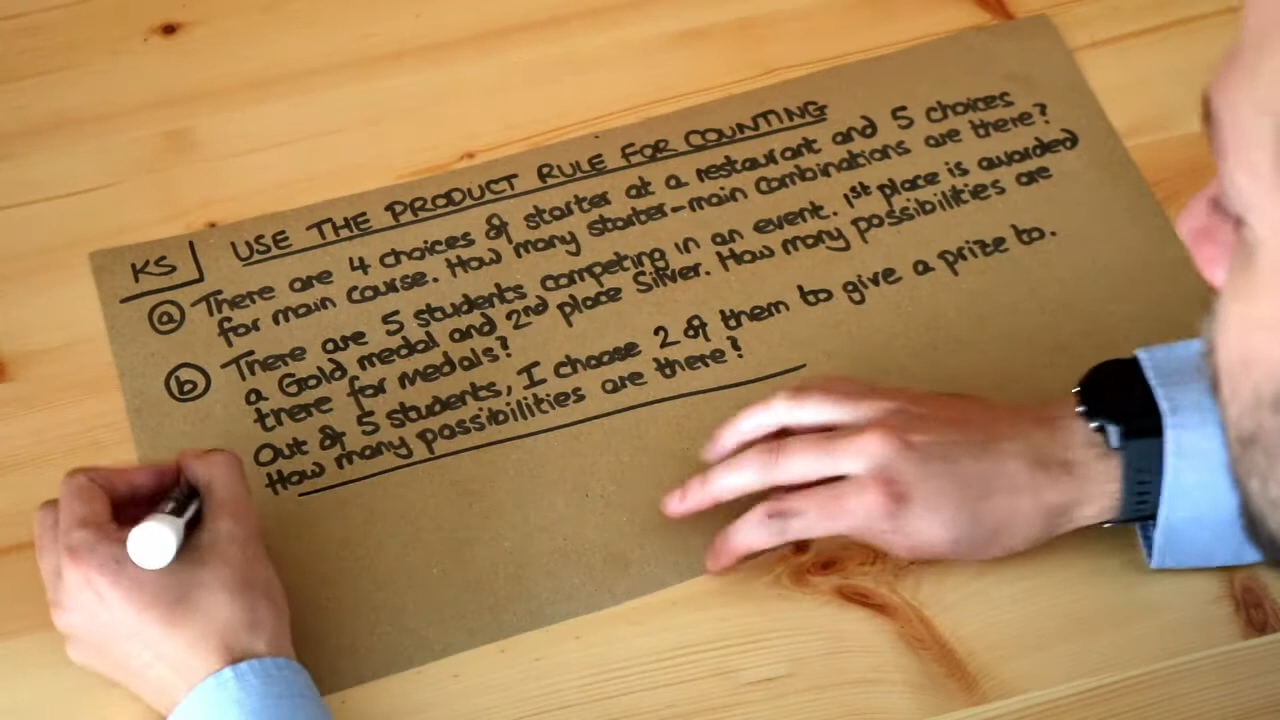 KS
USE THE PRODUCT RULE FOR COUNTING
a There are 4 choices of starter at a restaurant and 5 choices
for main course. How many starter-main combinations are there?
b There are 5 students competing in an event. 1st place is awarded
a Gold medal and 2nd place Silver. How many possibilities are
there for medals?
Out of 5 students, I choose 2 of them to give a prize to.
How many possibilities are there?